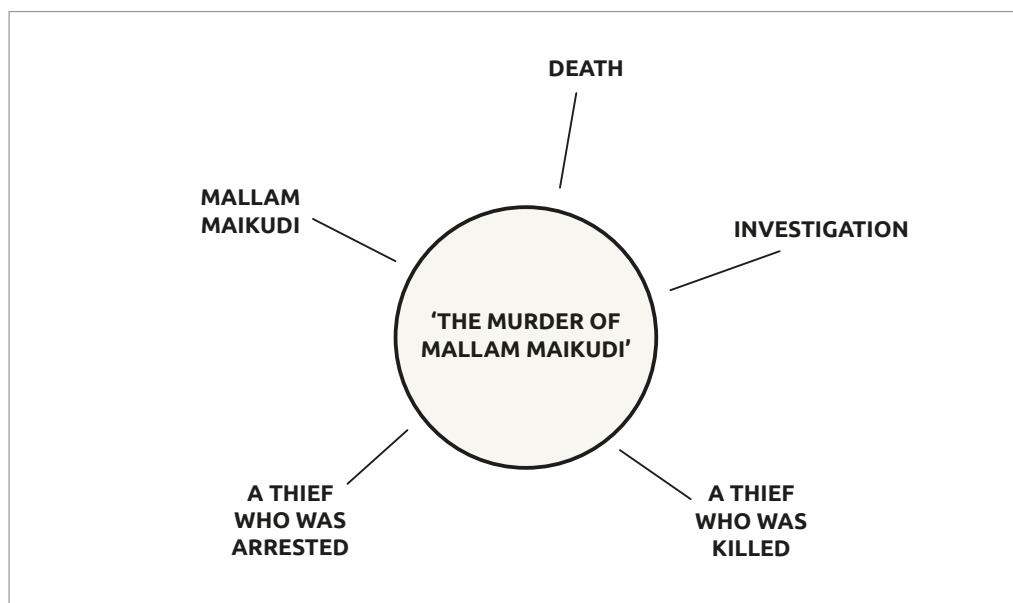 DEATH
MALLAM
MAIKUDI
INVESTIGATION
‘THE MURDER OF
MALLAM MAIKUDI’
A THIEF
WHO WAS
ARRESTED
A THIEF
WHO WAS
KILLED